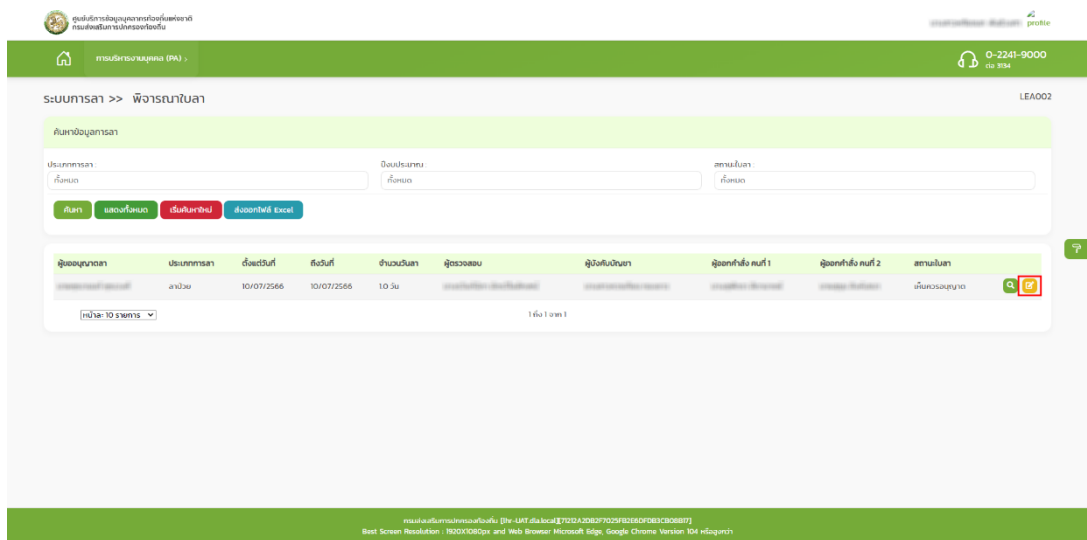 ศูนย์บริการข้อมูลบุคลากรท้องถิ่นแห่งชาติ
กรมส่งเสริมการปกครองท้องถิ่น
profile
การบริหารงานบุคคล (PA) >
0-2241-9000
ต่อ 3134
ระบบการลา >> พิจารณาใบลา
LEA002
ค้นหาข้อมูลการลา
ประเภทการลา : ปีงบประมาณ : สถานะใบลา :
ทั้งหมด ทั้งหมด ทั้งหมด
ค้นหา แสดงทั้งหมด เริ่มค้นหาใหม่ ส่งออกไฟล์ Excel
ผู้ขออนุญาตลา ประเภทการลา ตั้งแต่วันที่ ถึงวันที่ จำนวนวันลา ผู้ตรวจสอบ ผู้บังคับบัญชา ผู้ออกคำสั่ง คนที่ 1 ผู้ออกคำสั่ง คนที่ 2 สถานะใบลา
ลาป่วย 10/07/2566 10/07/2566 1.0 วัน เห็นควรอนุญาต
หน้าละ 10 รายการ 1 ถึง 1 จาก 1
กรมส่งเสริมการปกครองท้องถิ่น
Best Screen Resolution : 1920X1080px and Web Browser Microsoft Edge, Google Chrome Version 104 หรือสูงกว่า